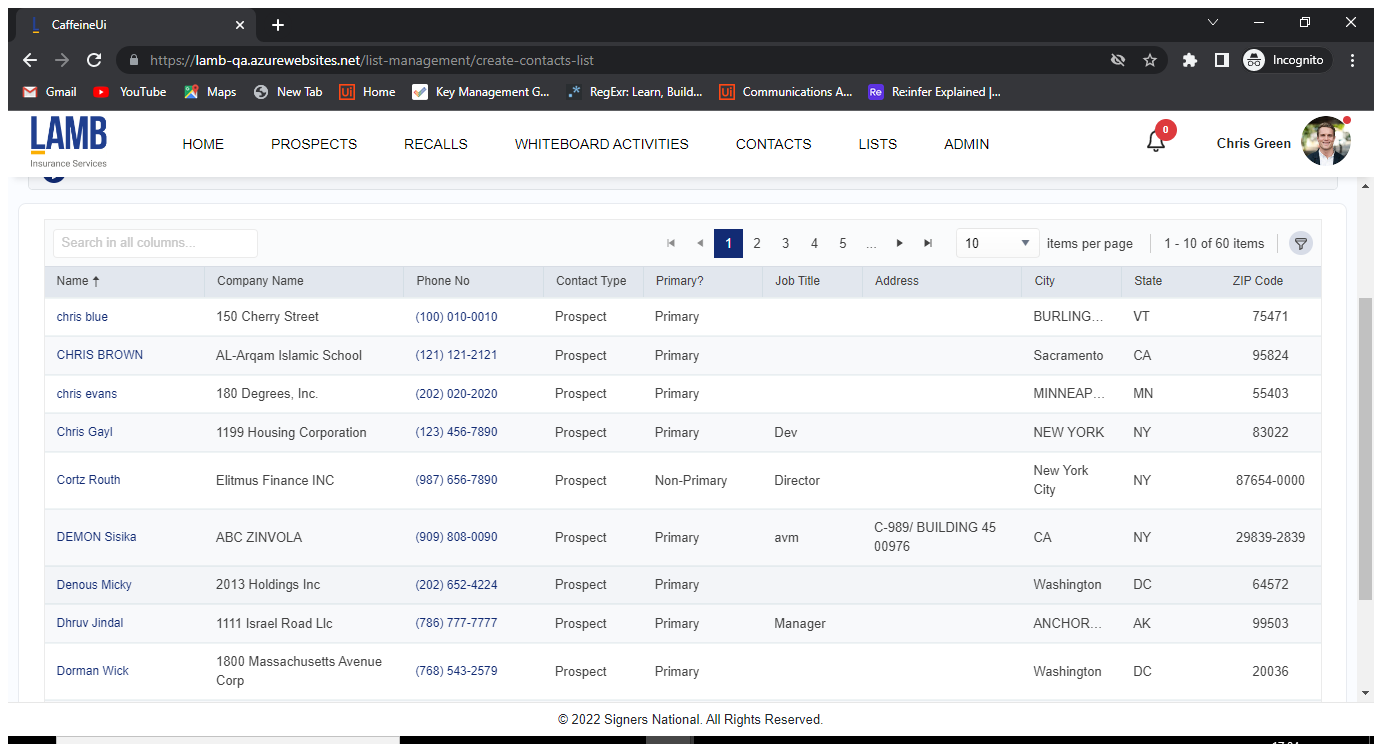 CaffeineUi
https://lamb-qa.azurewebsites.net/list-management/create-contacts-list
Incognito
Gmail YouTube Maps New Tab Home Key Management G... RegExr: Learn, Build... Communications A... Re:infer Explained |...
LAMB
Insurance Services
HOME PROSPECTS RECALLS WHITEBOARD ACTIVITIES CONTACTS LISTS ADMIN
0
Chris Green
Search in all columns...
1 2 3 4 5 ... 10 items per page 1 - 10 of 60 items
Name Company Name Phone No Contact Type Primary? Job Title Address City State ZIP Code
chris blue 150 Cherry Street (100) 010-0010 Prospect Primary BURLING... VT 75471
CHRIS BROWN AL-Arqam Islamic School (121) 121-2121 Prospect Primary Sacramento CA 95824
chris evans 180 Degrees, Inc. (202) 020-2020 Prospect Primary MINNEAP... MN 55403
Chris Gayl 1199 Housing Corporation (123) 456-7890 Prospect Primary Dev NEW YORK NY 83022
Cortz Routh Elitmus Finance INC (987) 656-7890 Prospect Non-Primary Director New York City NY 87654-0000
DEMON Sisika ABC ZINVOLA (909) 808-0090 Prospect Primary avm C-989/ BUILDING 45 00976 CA NY 29839-2839
Denous Micky 2013 Holdings Inc (202) 652-4224 Prospect Primary Washington DC 64572
Dhruv Jindal 1111 Israel Road Llc (786) 777-7777 Prospect Primary Manager ANCHOR... AK 99503
Dorman Wick 1800 Massachusetts Avenue Corp (768) 543-2579 Prospect Primary Washington DC 20036
© 2022 Signers National. All Rights Reserved.